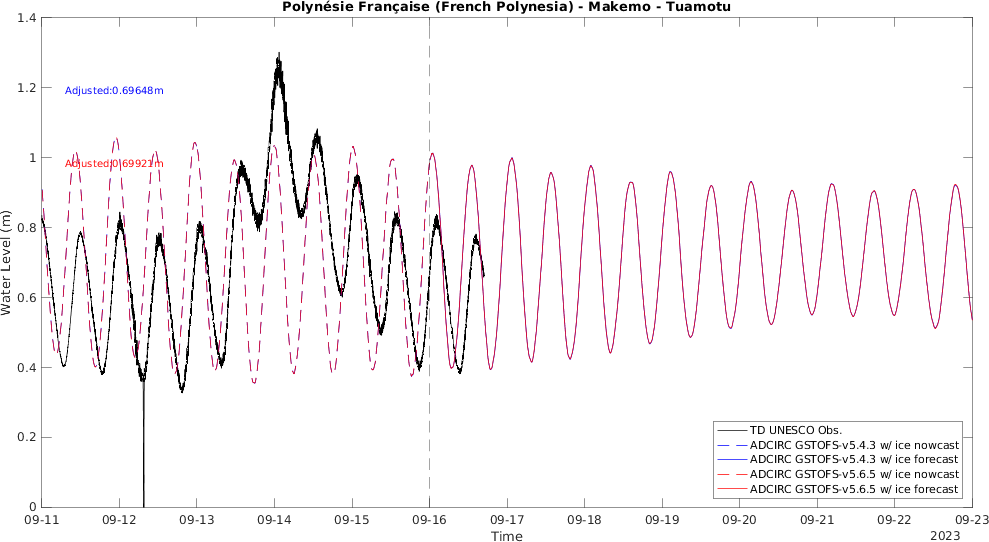 Polynésie Française (French Polynesia) - Makemo - Tuamotu
1.4
1.2
1
0.8
0.6
0.4
0.2
0
Water Level (m)
Adjusted:0.69648m
Adjusted:0.69921m
TD UNESCO Obs.
ADCIRC GSTOFS-v5.4.3 w/ ice nowcast
ADCIRC GSTOFS-v5.4.3 w/ ice forecast
ADCIRC GSTOFS-v5.6.5 w/ ice nowcast
ADCIRC GSTOFS-v5.6.5 w/ ice forecast
09-11 09-12 09-13 09-14 09-15 09-16 09-17 09-18 09-19 09-20 09-21 09-22 09-23
Time
2023